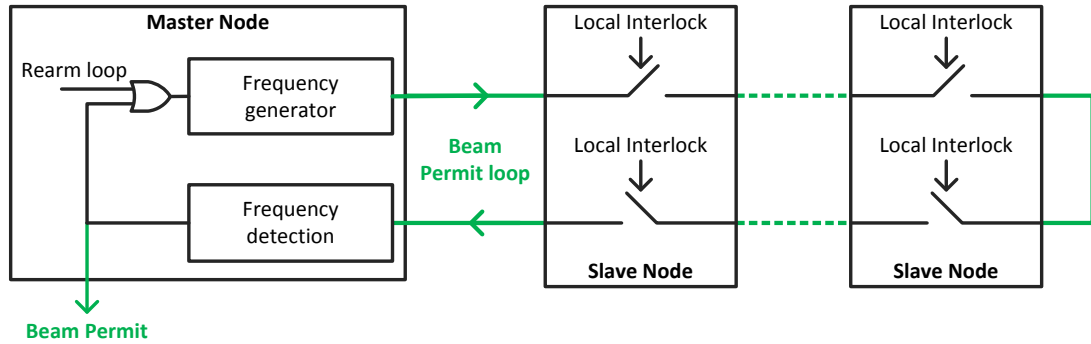 Master Node
Rearm loop
Frequency
generator
Frequency
detection
Beam Permit
Beam
Permit loop
Local Interlock
Local Interlock
Slave Node
Local Interlock
Local Interlock
Slave Node